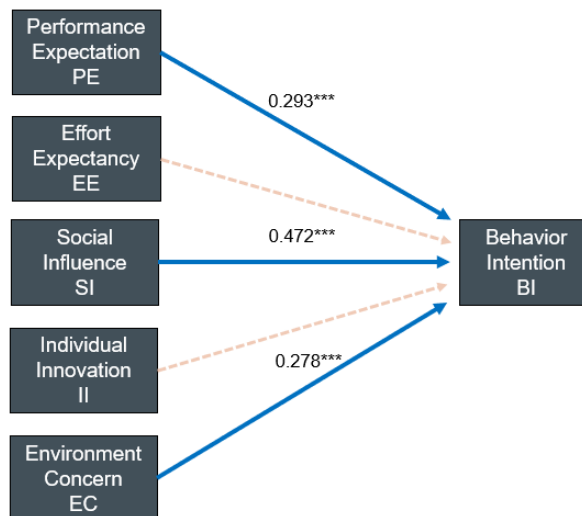 Performance
Expectation
PE
0.293***
Effort
Expectancy
EE
Social
Influence
SI
0.472***
Behavior
Intention
BI
Individual
Innovation
II
0.278***
Environment
Concern
EC